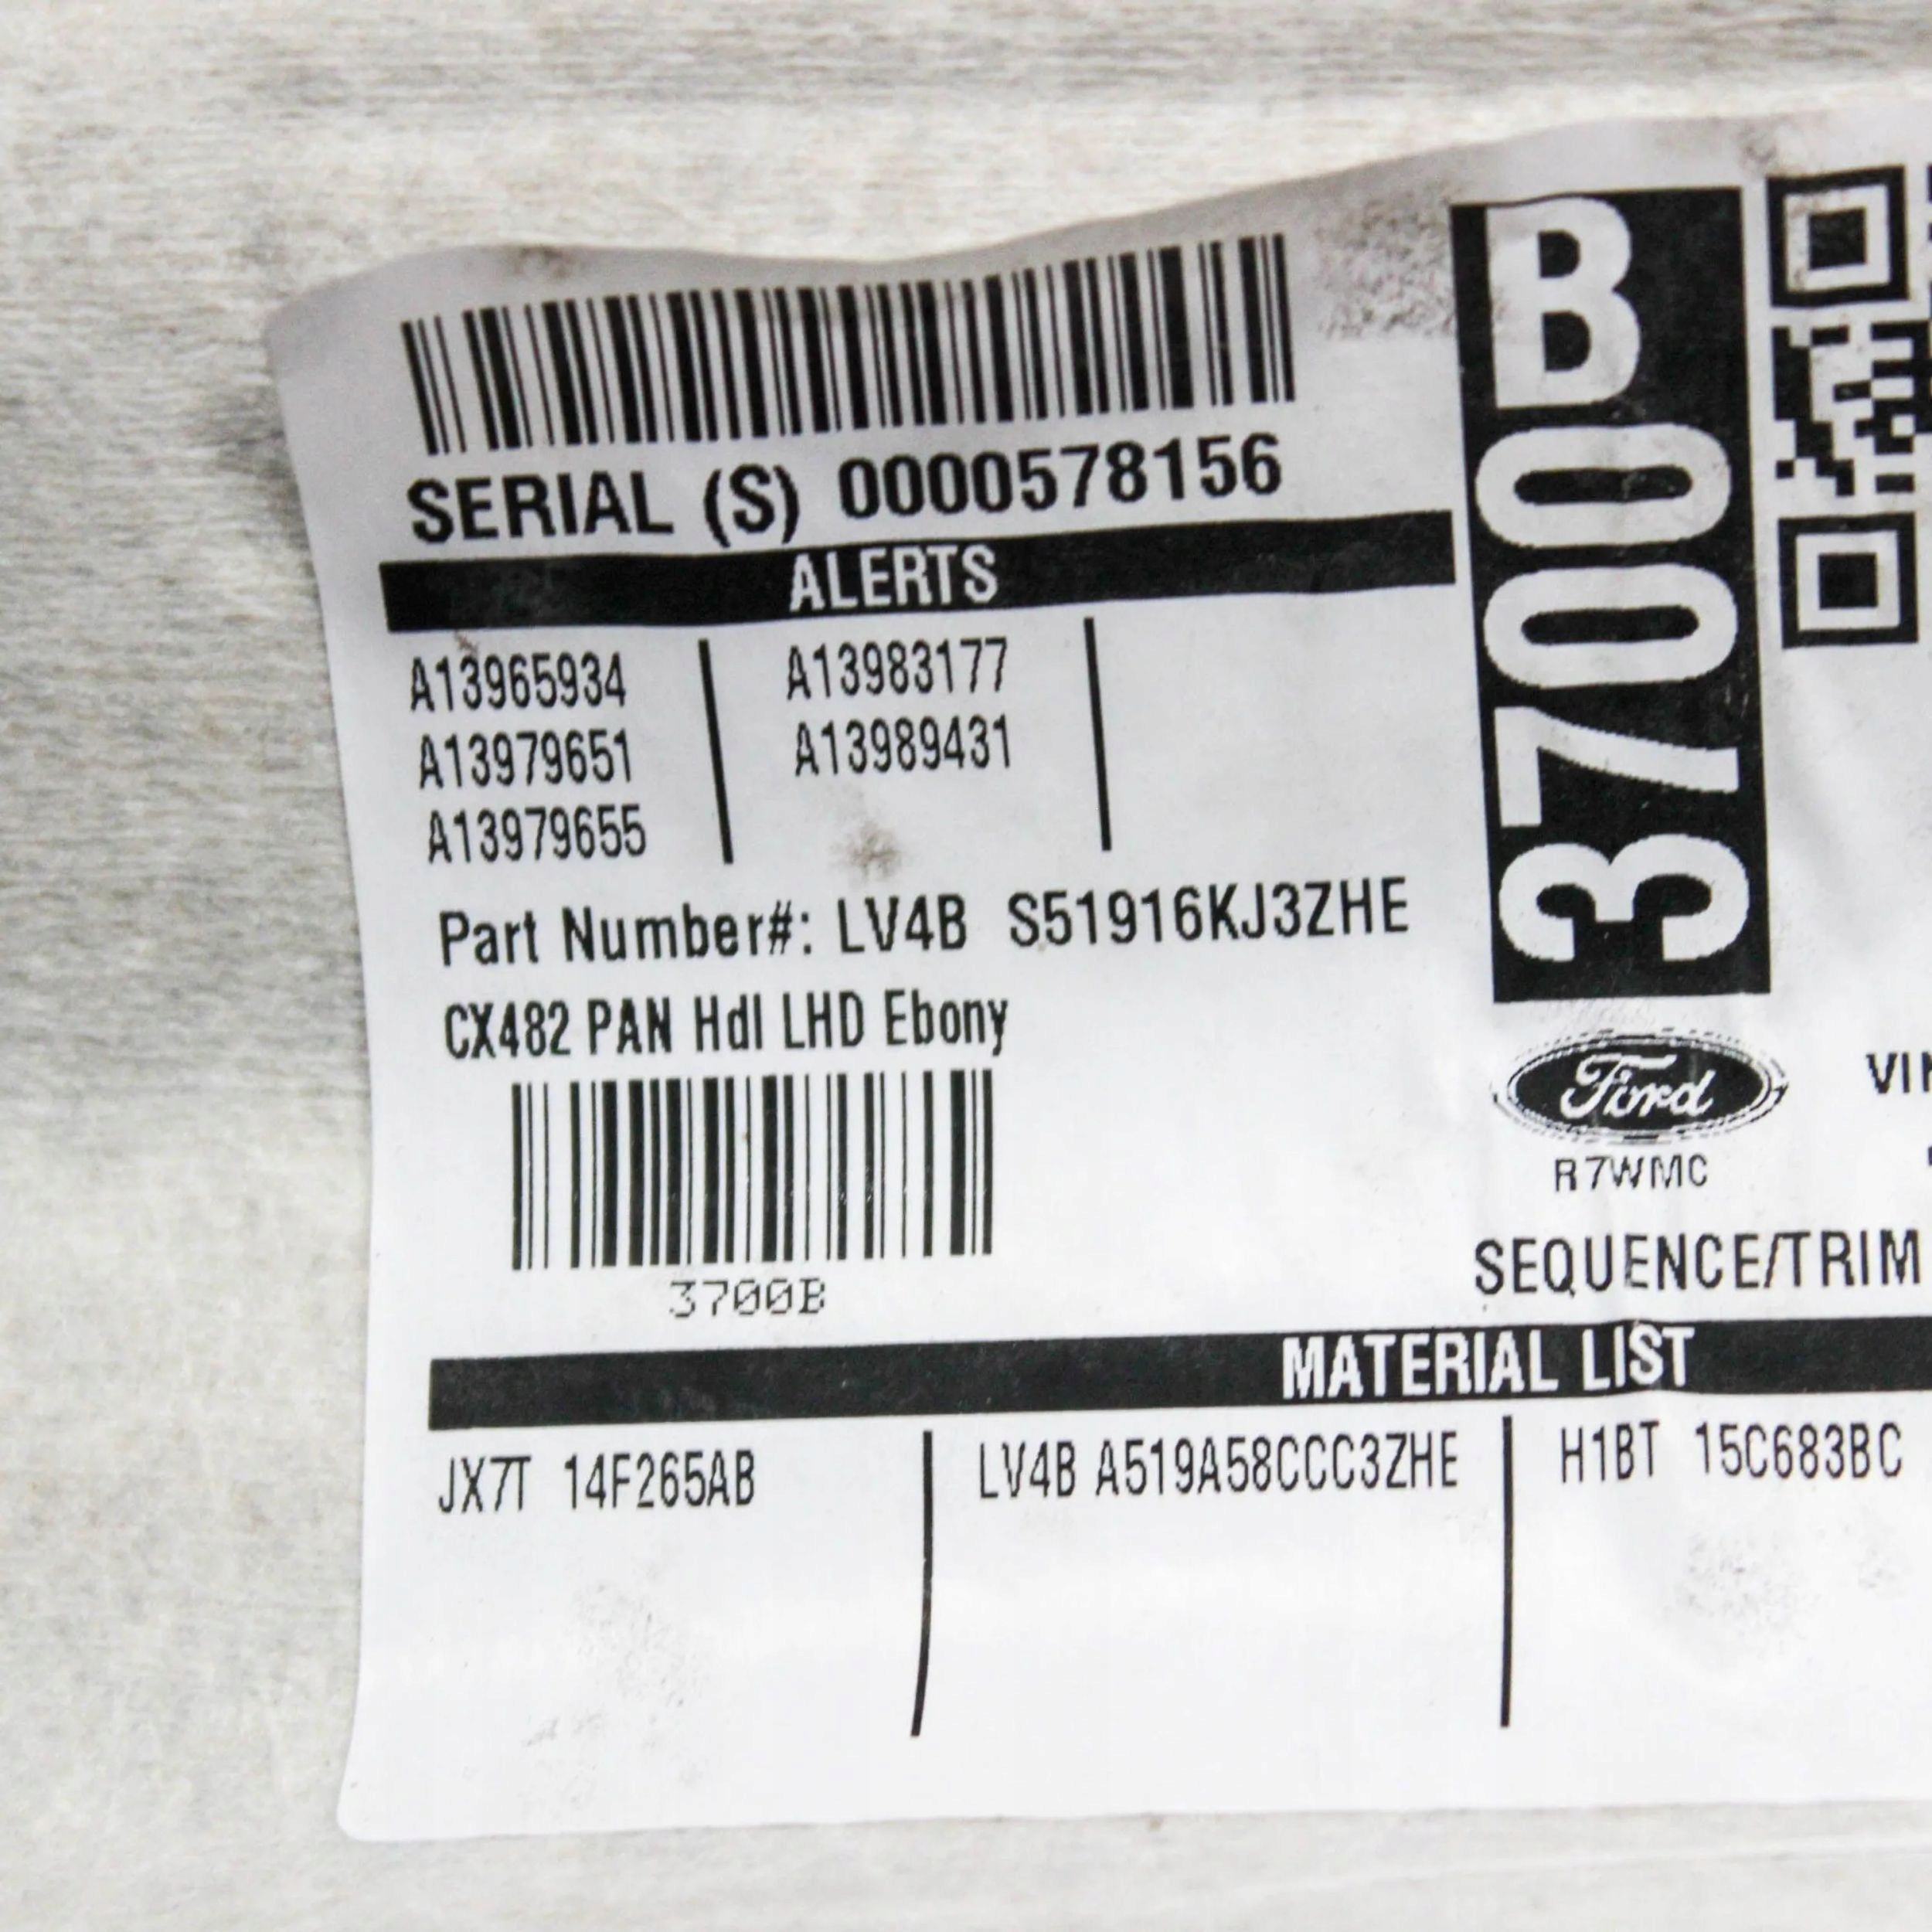 SERIAL (S) 0000578156
ALERTS
A13965934 A13983177
A13979651 A13989431
A13979655
Part Number#: LV4B S51916KJ3ZHE
CX482 PAN Hdl LHD Ebony
3700B
3700B
Ford
R7WMC
SEQUENCE/TRIM
MATERIAL LIST
JX7T 14F265AB LV4B A519A58CCC3ZHE H1BT 15C683BC